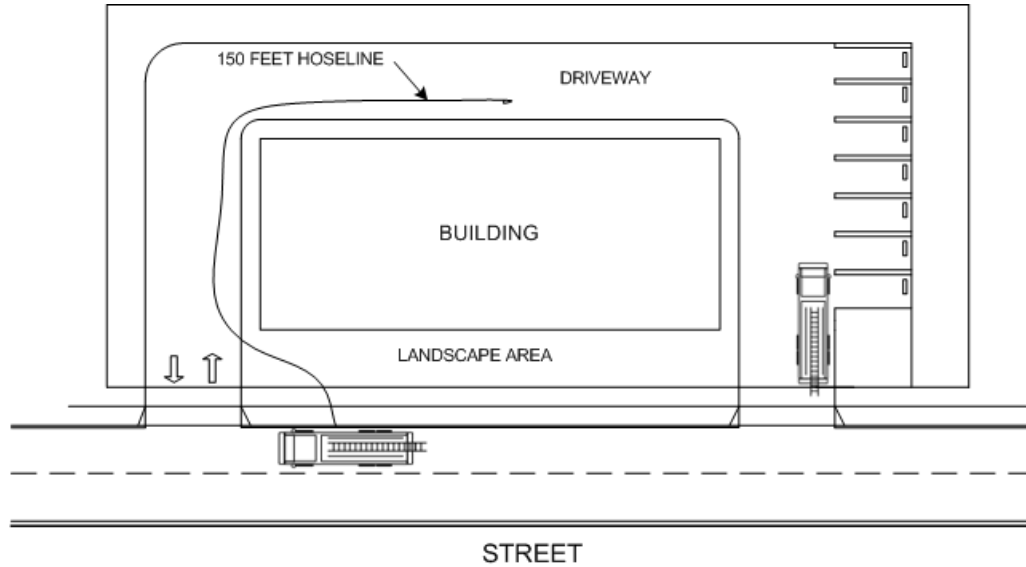 150 FEET HOSELINE
DRIVEWAY
BUILDING
LANDSCAPE AREA
STREET